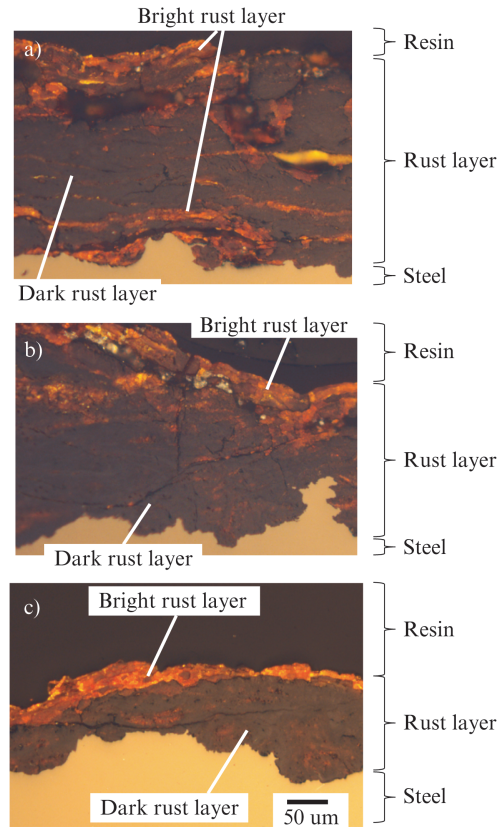 Bright rust layer
a)
Resin
Rust layer
Steel
Dark rust layer
Bright rust layer
b)
Resin
Rust layer
Dark rust layer
Steel
c)
Bright rust layer
Resin
Rust layer
Dark rust layer
Steel
50 um